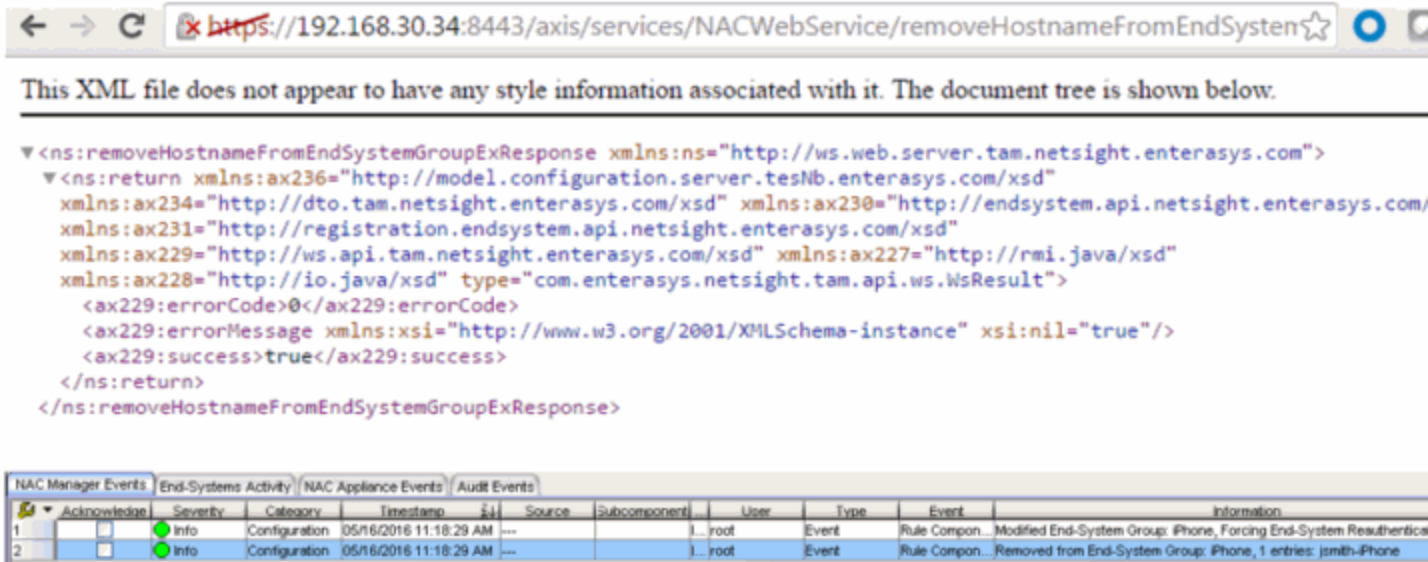 https://192.168.30.34:8443/axis/services/NACWebService/removeHostnameFromEndSystem
This XML file does not appear to have any style information associated with it. The document tree is shown below.
▼<ns:removeHostnameFromEndSystemGroupExResponse xmlns:ns="http://ws.web.server.tam.netsight.enterasys.com">
▼<ns:return xmlns:ax236="http://model.configuration.server.tesNb.enterasys.com/xsd"
xmlns:ax234="http://dto.tam.netsight.enterasys.com/xsd" xmlns:ax230="http://endsystem.api.netsight.enterasys.com/
xmlns:ax231="http://registration.endsystem.api.netsight.enterasys.com/xsd"
xmlns:ax229="http://ws.api.tam.netsight.enterasys.com/xsd" xmlns:ax227="http://rmi.java/xsd"
xmlns:ax228="http://io.java/xsd" type="com.enterasys.netsight.tam.api.ws.WsResult">
<ax229:errorCode>0</ax229:errorCode>
<ax229:errorMessage xmlns:xsi="http://www.w3.org/2001/XMLSchema-instance" xsi:nil="true"/>
<ax229:success>true</ax229:success>
</ns:return>
</ns:removeHostnameFromEndSystemGroupExResponse>
NAC Manager Events End-Systems Activity NAC Appliance Events Audit Events
Acknowledge Severity Category Timestamp Source Subcomponent ... User Type Event Information
1 Info Configuration 05/16/2016 11:18:29 AM --- I... root Event Rule Compon... Modified End-System Group: iPhone, Forcing End-System Reauthentica
2 Info Configuration 05/16/2016 11:18:29 AM --- I... root Event Rule Compon... Removed from End-System Group: iPhone, 1 entries: jsmith-iPhone